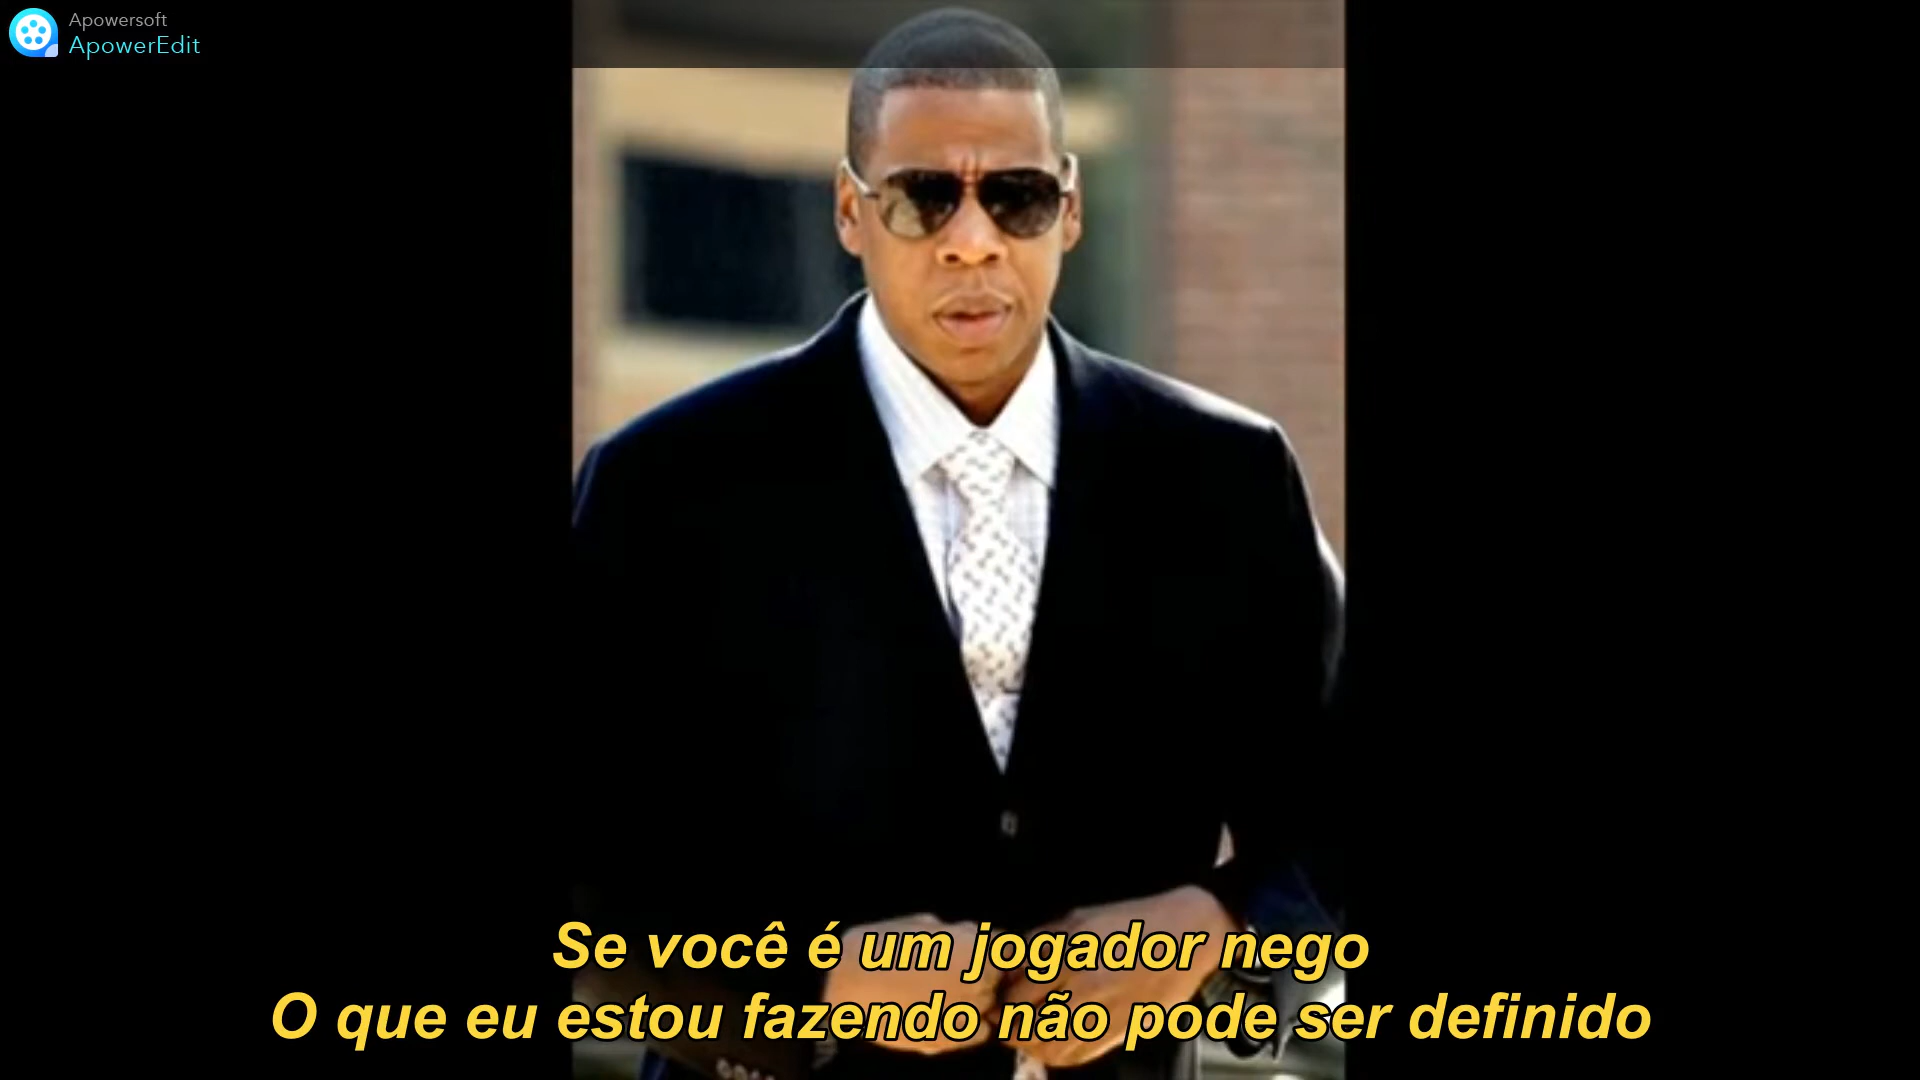 Apowersoft
ApowerEdit
Se você é um jogador nego
O que eu estou fazendo não pode ser definido